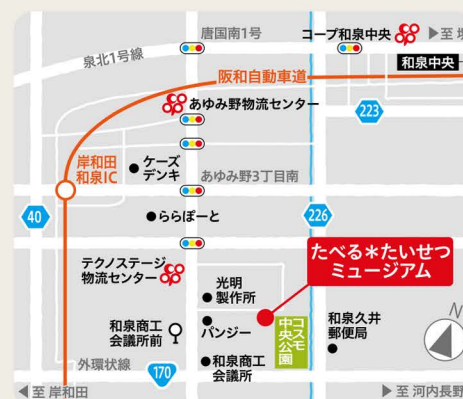 唐国南1号
コープ和泉中央
▶至
泉北1号線
和泉中央
阪和自動車道
あゆみ野物流センター
223
岸和田
和泉IC
ケーズ
デンキ
あゆみ野3丁目南
40
ららぽーと
226
たべる*たいせつ
ミュージアム
テクノステージ
物流センター
光明
製作所
和泉商工
会議所前
パンジー
コスモ
中央公園
和泉久井
郵便局
N
外環状線
170
和泉商工
会議所
◀至 岸和田
▶至 河内長野